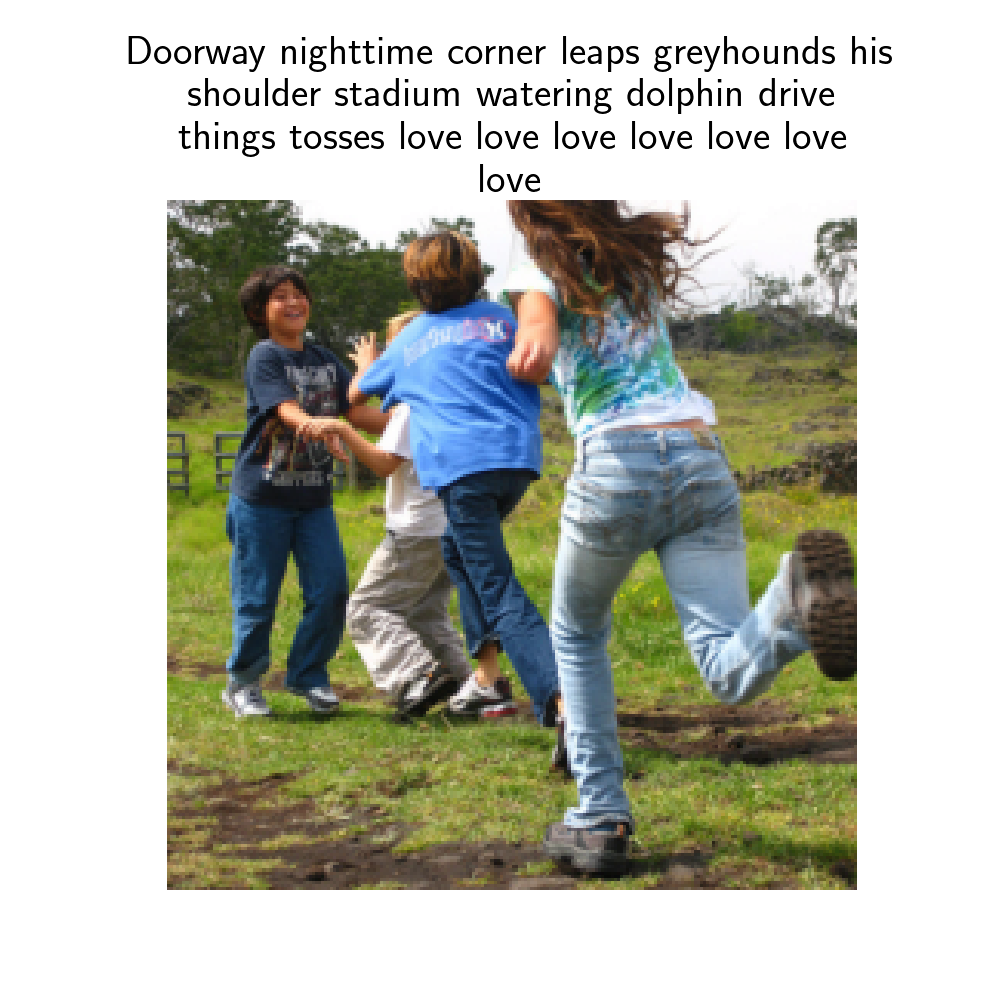 Doorway nighttime corner leaps greyhounds his
shoulder stadium watering dolphin drive
things tosses love love love love love love
love